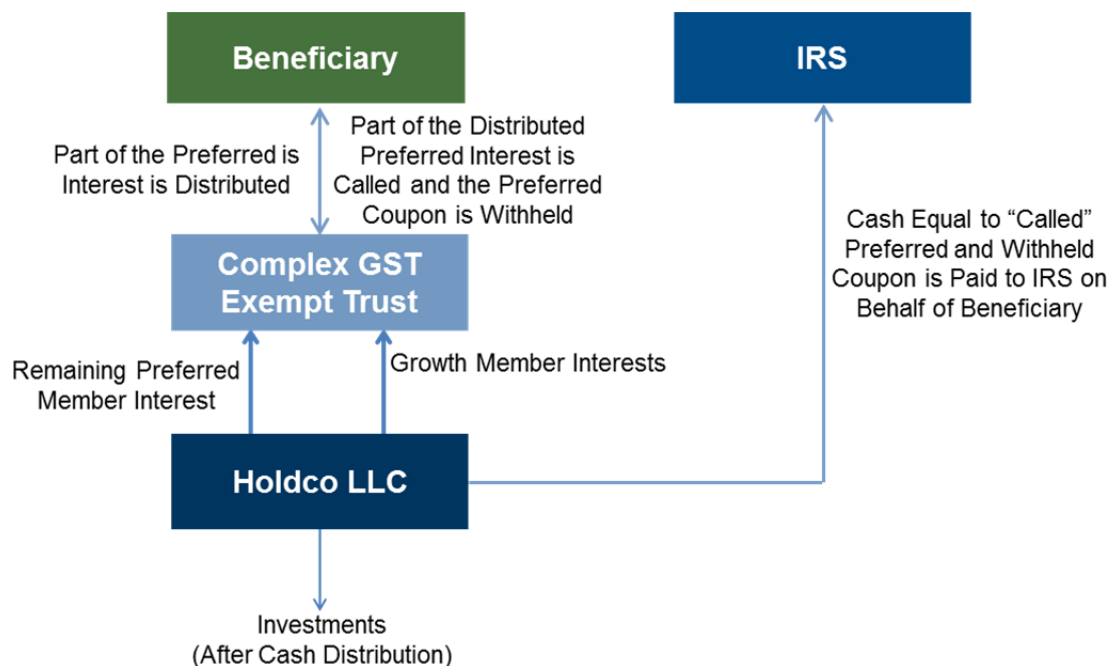 Beneficiary
IRS
Part of the Preferred is
Interest is Distributed
Part of the Distributed
Preferred Interest is
Called and the Preferred
Coupon is Withheld
Cash Equal to “Called”
Preferred and Withheld
Coupon is Paid to IRS on
Behalf of Beneficiary
Complex GST
Exempt Trust
Remaining Preferred
Member Interest
Growth Member Interests
Holdco LLC
Investments
(After Cash Distribution)